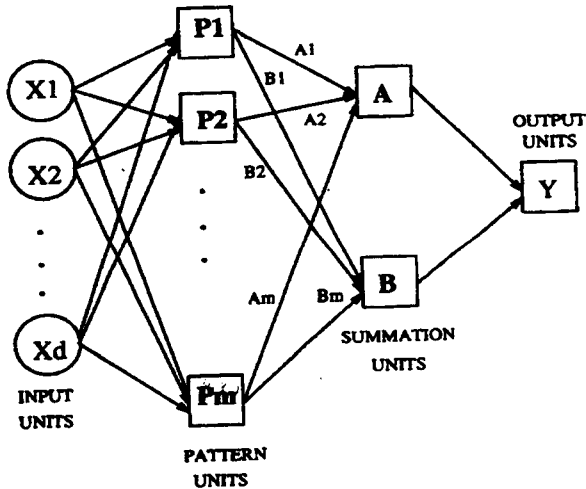 P1
A1
X1
B1
A
P2
A2
OUTPUT
UNITS
X2
B2
Y
Am
Bm
B
Xd
SUMMATION
UNITS
INPUT
UNITS
Pm
PATTERN
UNITS